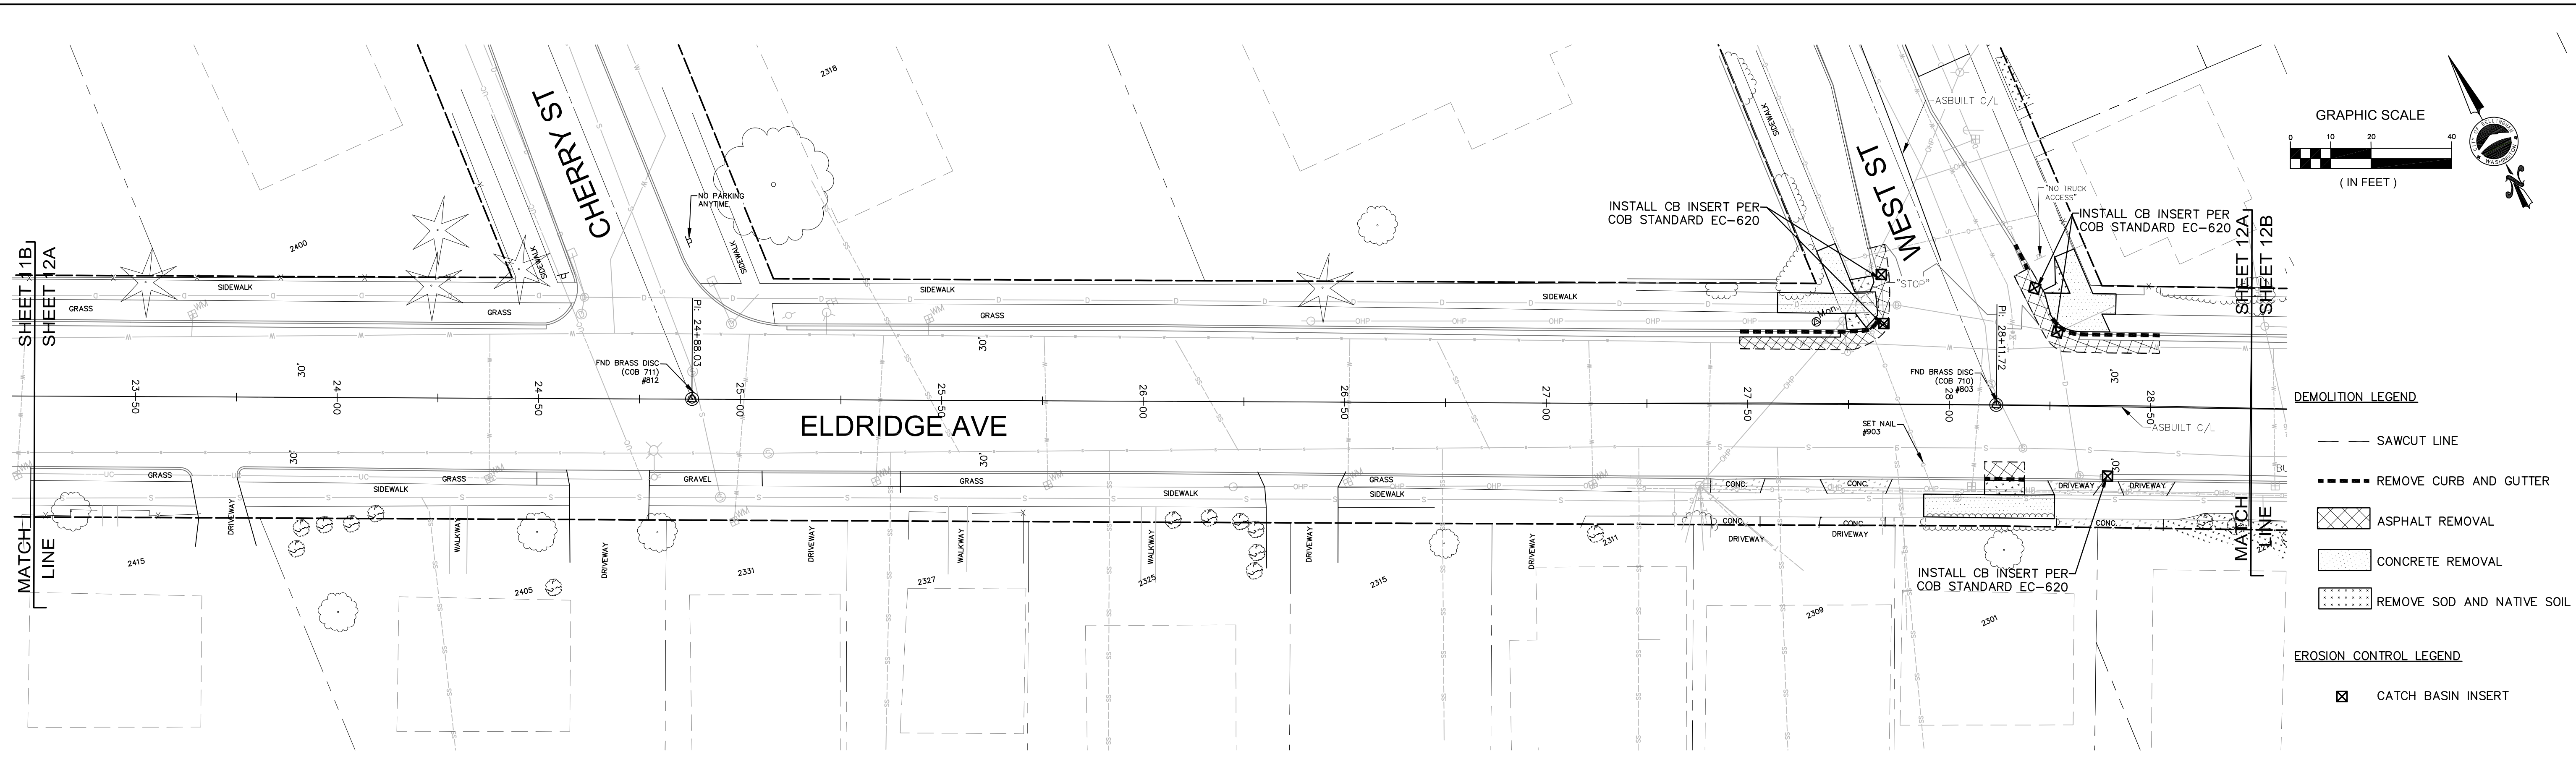 2318
2400
CHERRY ST
NO PARKING
ANYTIME
SIDEWALK
SIDEWALK
SIDEWALK
SIDEWALK
SIDEWALK
SIDEWALK
GRASS
GRASS
GRASS
WEST ST
ASBUILT C/L
"NO TRUCK
ACCESS"
INSTALL CB INSERT PER
COB STANDARD EC-620
INSTALL CB INSERT PER
COB STANDARD EC-620
"STOP"
Mon.
GRAPHIC SCALE
0 10 20 40
( IN FEET )
CITY OF BELLINGHAM
WASHINGTON
SHEET 11B
SHEET 12A
SHEET 12A
SHEET 12B
PI: 24+88.03
PI: 28+11.72
FND BRASS DISC
(COB 711)
#812
FND BRASS DISC
(COB 710)
#803
30'
30'
30'
23+50
24+00
24+50
25+00
25+50
26+00
26+50
27+00
27+50
28+00
28+50
ELDRIDGE AVE
ASBUILT C/L
SET NAIL
#903
30'
30'
30'
GRASS
DRIVEWAY
SIDEWALK
GRASS
GRAVEL
GRASS
SIDEWALK
GRASS
SIDEWALK
CONC.
CONC.
DRIVEWAY
DRIVEWAY
CONC.
CONC.
CONC.
DRIVEWAY
DRIVEWAY
WALKWAY
DRIVEWAY
DRIVEWAY
WALKWAY
WALKWAY
DRIVEWAY
DRIVEWAY
2415
2405
2331
2327
2325
2315
2311
2309
2301
INSTALL CB INSERT PER
COB STANDARD EC-620
MATCH
LINE
MATCH
LINE
DEMOLITION LEGEND
SAWCUT LINE
REMOVE CURB AND GUTTER
ASPHALT REMOVAL
CONCRETE REMOVAL
REMOVE SOD AND NATIVE SOIL
EROSION CONTROL LEGEND
CATCH BASIN INSERT